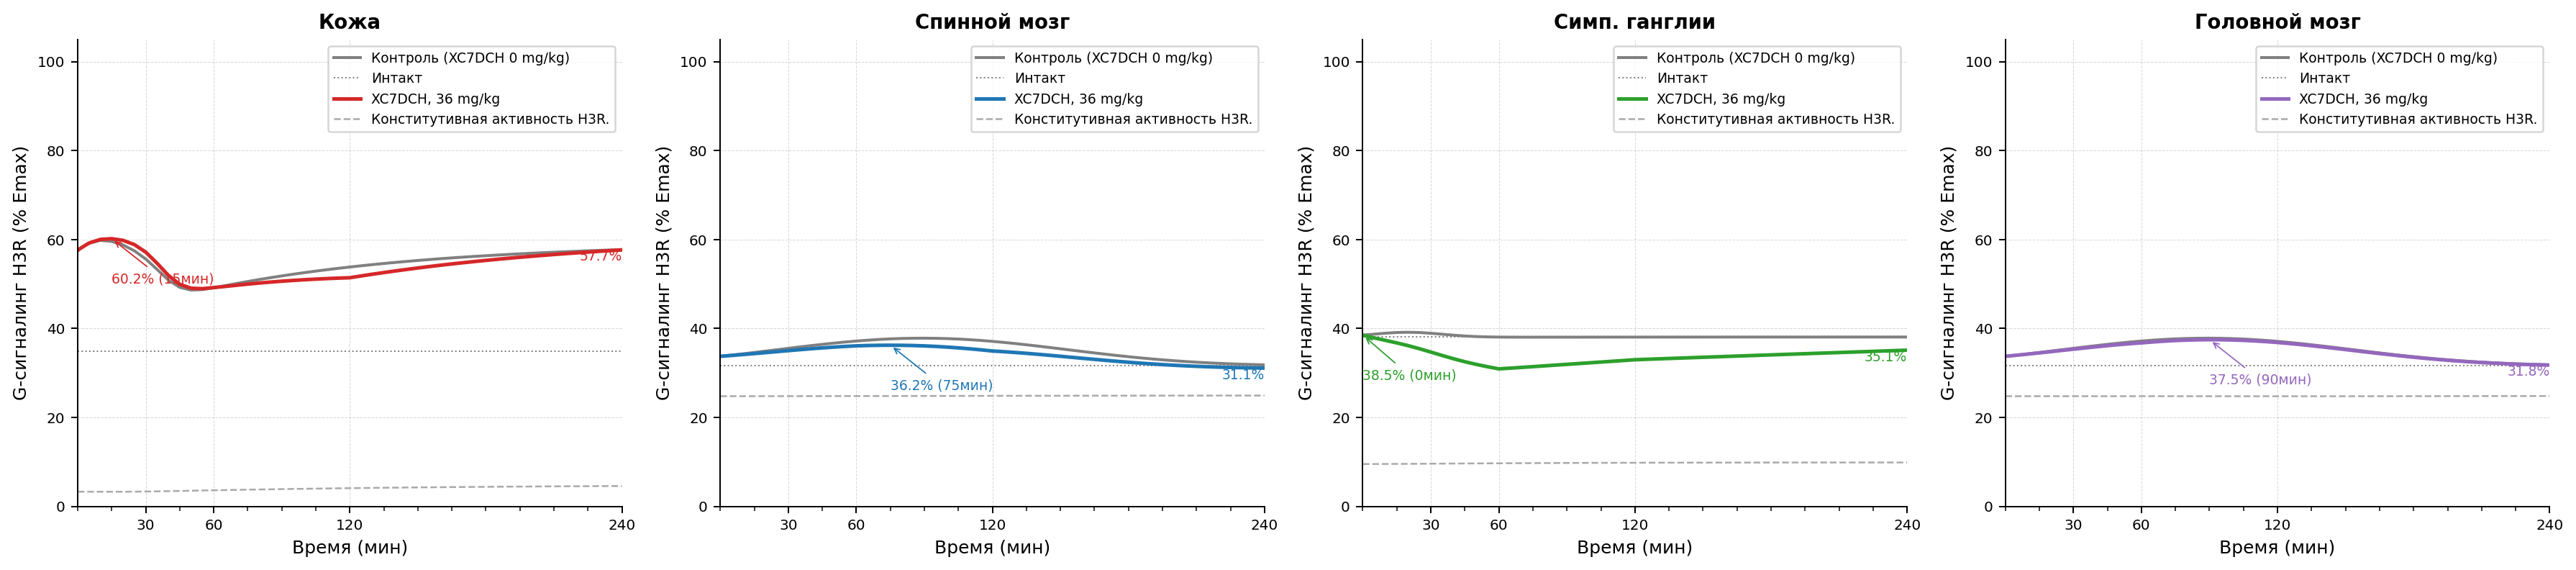 Кожа
G-сигналинг H3R (% Emax)
100
80
60
40
20
0
Контроль (XC7DCH 0 mg/kg)
Интакт
XC7DCH, 36 mg/kg
Конститутивная активность H3R.
60.2% (15мин)
57.7%
30
60
120
240
Время (мин)
Спинной мозг
G-сигналинг H3R (% Emax)
100
80
60
40
20
0
Контроль (XC7DCH 0 mg/kg)
Интакт
XC7DCH, 36 mg/kg
Конститутивная активность H3R.
36.2% (75мин)
31.1%
30
60
120
240
Время (мин)
Симп. ганглии
G-сигналинг H3R (% Emax)
100
80
60
40
20
0
Контроль (XC7DCH 0 mg/kg)
Интакт
XC7DCH, 36 mg/kg
Конститутивная активность H3R.
38.5% (0мин)
35.1%
30
60
120
240
Время (мин)
Головной мозг
G-сигналинг H3R (% Emax)
100
80
60
40
20
0
Контроль (XC7DCH 0 mg/kg)
Интакт
XC7DCH, 36 mg/kg
Конститутивная активность H3R.
37.5% (90мин)
31.8%
30
60
120
240
Время (мин)